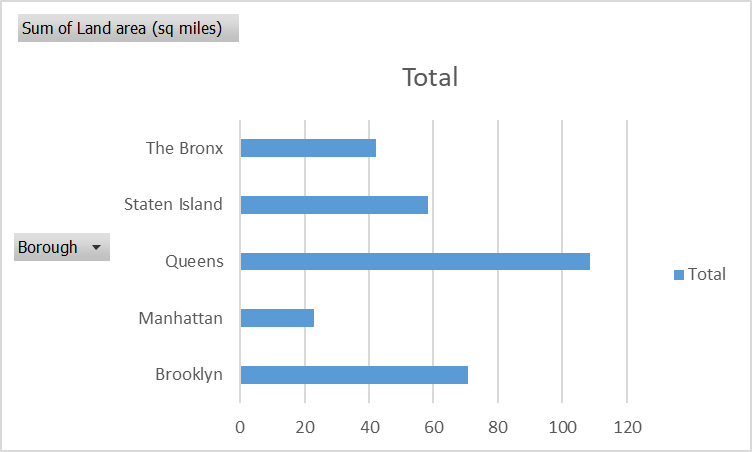 Sum of Land area (sq miles)
Total
The Bronx
Staten Island
Borough
Queens
Total
Manhattan
Brooklyn
0 20 40 60 80 100 120